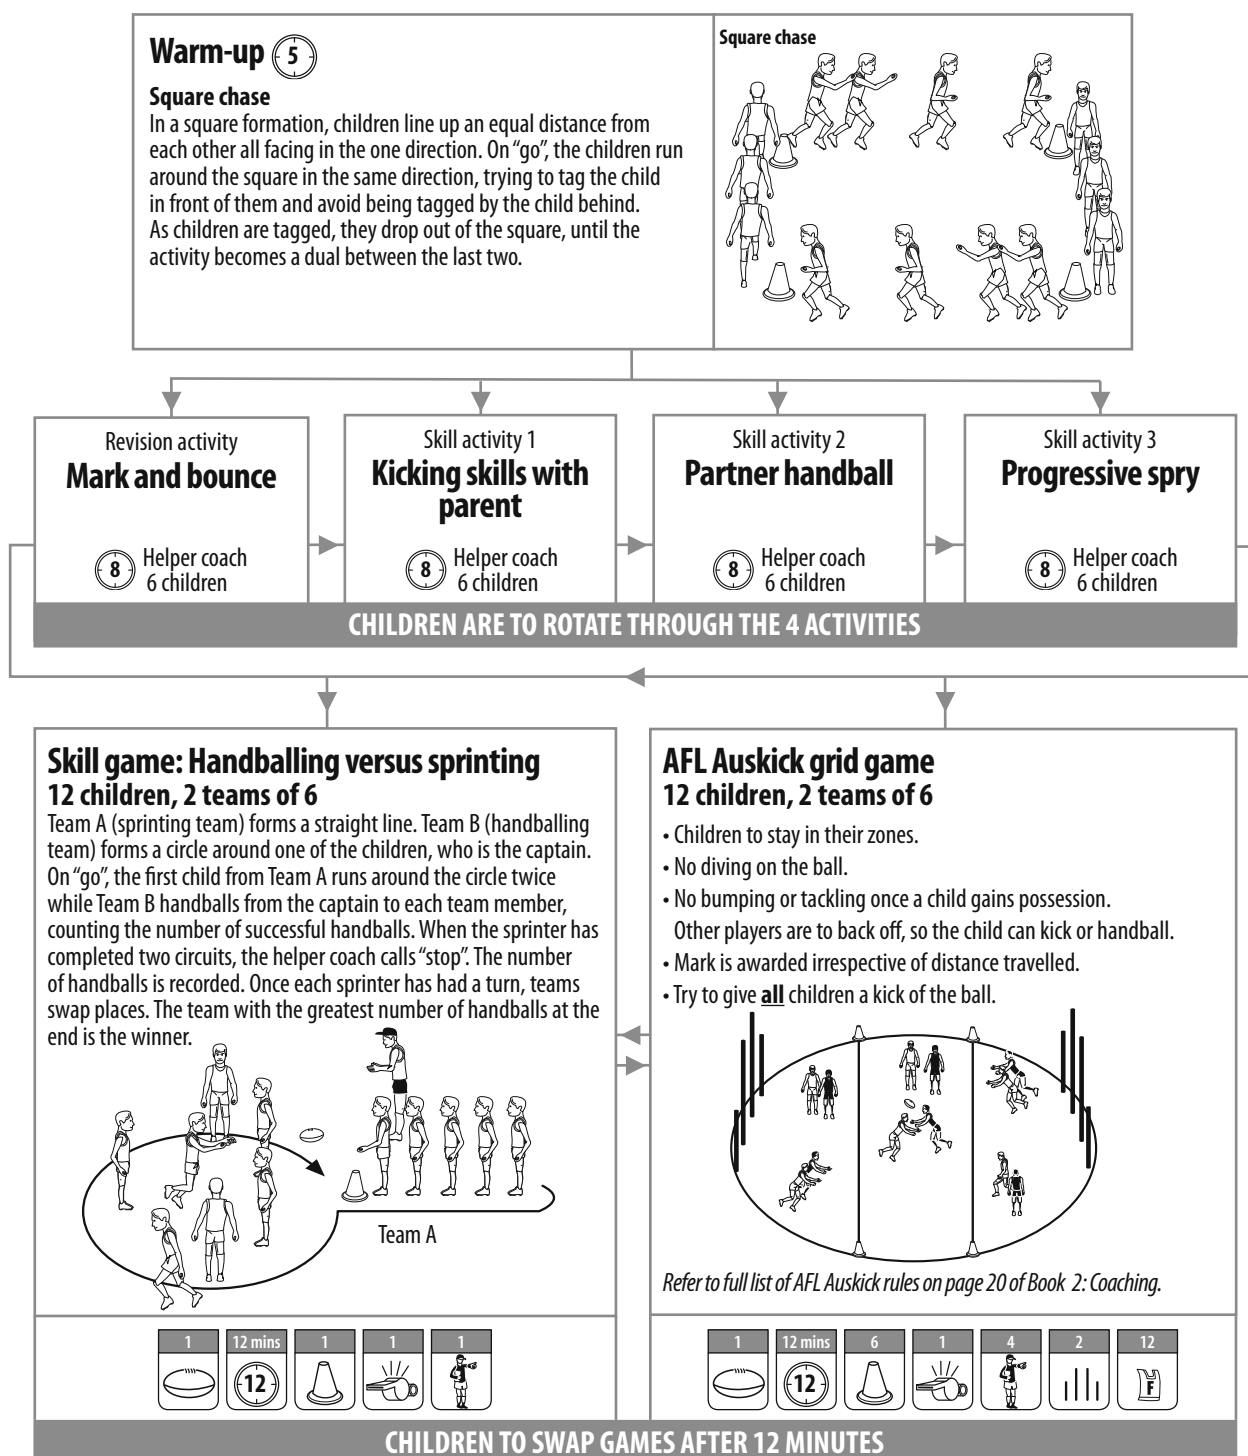 Warm-up 5
Square chase
In a square formation, children line up an equal distance from
each other all facing in the one direction. On “go”, the children run
around the square in the same direction, trying to tag the child
in front of them and avoid being tagged by the child behind.
As children are tagged, they drop out of the square, until the
activity becomes a dual between the last two.
Square chase
Revision activity
Mark and bounce
8 Helper coach
6 children
Skill activity 1
Kicking skills with
parent
8 Helper coach
6 children
Skill activity 2
Partner handball
8 Helper coach
6 children
Skill activity 3
Progressive spry
8 Helper coach
6 children
CHILDREN ARE TO ROTATE THROUGH THE 4 ACTIVITIES
Skill game: Handballing versus sprinting
12 children, 2 teams of 6
Team A (sprinting team) forms a straight line. Team B (handballing
team) forms a circle around one of the children, who is the captain.
On “go”, the first child from Team A runs around the circle twice
while Team B handballs from the captain to each team member,
counting the number of successful handballs. When the sprinter has
completed two circuits, the helper coach calls “stop”. The number
of handballs is recorded. Once each sprinter has had a turn, teams
swap places. The team with the greatest number of handballs at the
end is the winner.
Team A
1 12 mins 1 1 1
12
AFL Auskick grid game
12 children, 2 teams of 6
• Children to stay in their zones.
• No diving on the ball.
• No bumping or tackling once a child gains possession.
Other players are to back off, so the child can kick or handball.
• Mark is awarded irrespective of distance travelled.
• Try to give all children a kick of the ball.
Refer to full list of AFL Auskick rules on page 20 of Book 2: Coaching.
1 12 mins 6 1 4 2 12
12 F
CHILDREN TO SWAP GAMES AFTER 12 MINUTES